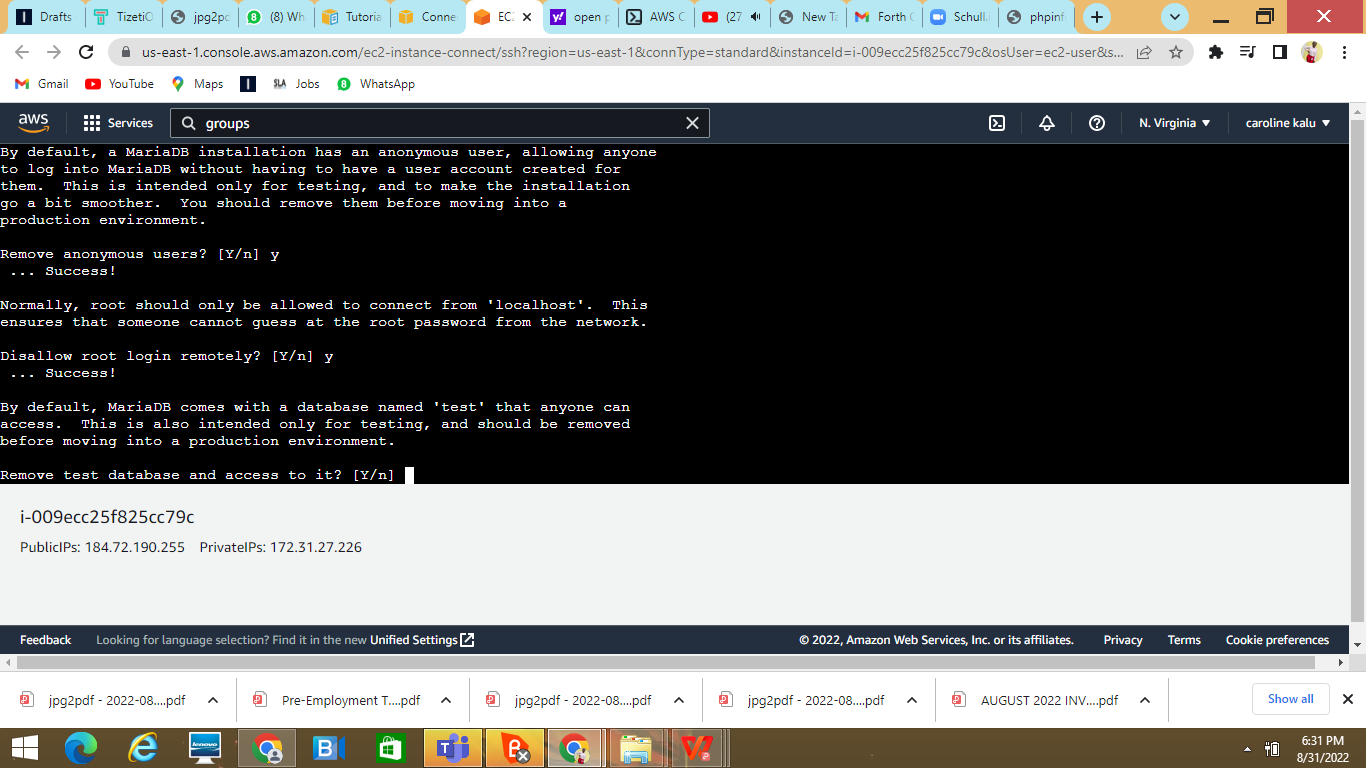 Drafts
TizetiO
jpg2pd
(8) Wh
Tutoria
Conne
EC2
open p
AWS C
(27
New Ta
Forth C
Schull.i
phpinf
us-east-1.console.aws.amazon.com/ec2-instance-connect/ssh?region=us-east-1&connType=standard&instanceId=i-009ecc25f825cc79c&osUser=ec2-user&s...
Gmail
YouTube
Maps
SLA Jobs
WhatsApp
aws
Services
groups
N. Virginia
caroline kalu
By default, a MariaDB installation has an anonymous user, allowing anyone
to log into MariaDB without having to have a user account created for
them. This is intended only for testing, and to make the installation
go a bit smoother. You should remove them before moving into a
production environment.
Remove anonymous users? [Y/n] y
... Success!
Normally, root should only be allowed to connect from 'localhost'. This
ensures that someone cannot guess at the root password from the network.
Disallow root login remotely? [Y/n] y
... Success!
By default, MariaDB comes with a database named 'test' that anyone can
access. This is also intended only for testing, and should be removed
before moving into a production environment.
Remove test database and access to it? [Y/n]
i-009ecc25f825cc79c
PublicIPs: 184.72.190.255 PrivateIPs: 172.31.27.226
Feedback
Looking for language selection? Find it in the new Unified Settings
© 2022, Amazon Web Services, Inc. or its affiliates.
Privacy
Terms
Cookie preferences
jpg2pdf - 2022-08....pdf
Pre-Employment T....pdf
jpg2pdf - 2022-08....pdf
jpg2pdf - 2022-08....pdf
AUGUST 2022 INV....pdf
Show all
lenovo
6:31 PM
8/31/2022